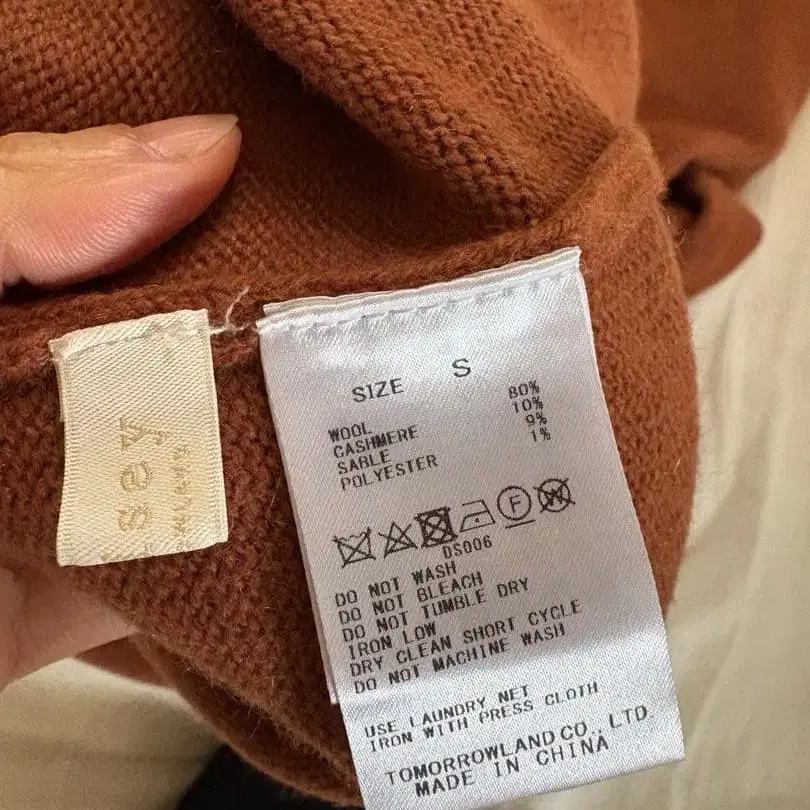 sey
SIZE S
WOOL 80%
CASHMERE 10%
SABLE 9%
POLYESTER 1%
F W
DS006
DO NOT WASH
DO NOT BLEACH
DO NOT TUMBLE DRY
IRON LOW
DRY CLEAN SHORT CYCLE
DO NOT MACHINE WASH
USE LAUNDRY NET
IRON WITH PRESS CLOTH
TOMORROWLAND CO., LTD.
MADE IN CHINA